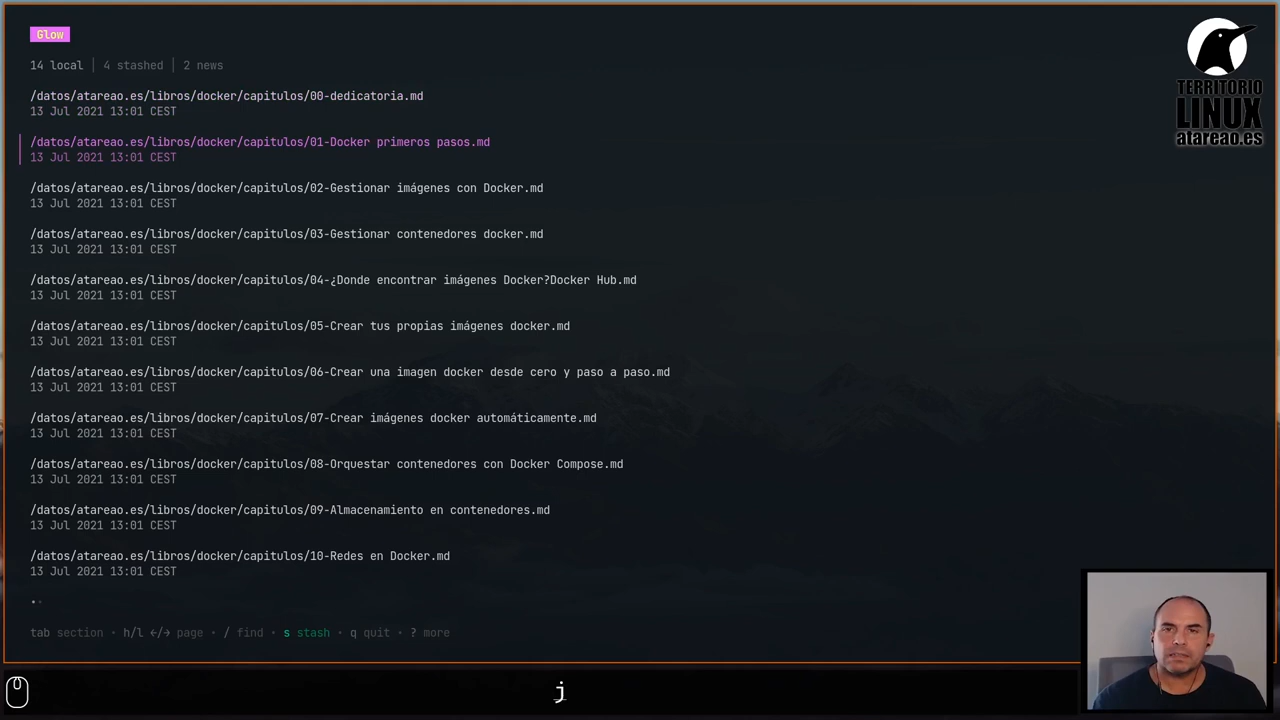 Glow
14 local │ 4 stashed │ 2 news
/datos/atareao.es/libros/docker/capitulos/00-dedicatoria.md
13 Jul 2021 13:01 CEST
/datos/atareao.es/libros/docker/capitulos/01-Docker primeros pasos.md
13 Jul 2021 13:01 CEST
/datos/atareao.es/libros/docker/capitulos/02-Gestionar imágenes con Docker.md
13 Jul 2021 13:01 CEST
/datos/atareao.es/libros/docker/capitulos/03-Gestionar contenedores docker.md
13 Jul 2021 13:01 CEST
/datos/atareao.es/libros/docker/capitulos/04-¿Donde encontrar imágenes Docker?Docker Hub.md
13 Jul 2021 13:01 CEST
/datos/atareao.es/libros/docker/capitulos/05-Crear tus propias imágenes docker.md
13 Jul 2021 13:01 CEST
/datos/atareao.es/libros/docker/capitulos/06-Crear una imagen docker desde cero y paso a paso.md
13 Jul 2021 13:01 CEST
/datos/atareao.es/libros/docker/capitulos/07-Crear imágenes docker automáticamente.md
13 Jul 2021 13:01 CEST
/datos/atareao.es/libros/docker/capitulos/08-Orquestar contenedores con Docker Compose.md
13 Jul 2021 13:01 CEST
/datos/atareao.es/libros/docker/capitulos/09-Almacenamiento en contenedores.md
13 Jul 2021 13:01 CEST
/datos/atareao.es/libros/docker/capitulos/10-Redes en Docker.md
13 Jul 2021 13:01 CEST
tab section • h/l ←/→ page • / find • s stash • q quit • ? more
j
TERRITORIO
LINUX
atareao.es